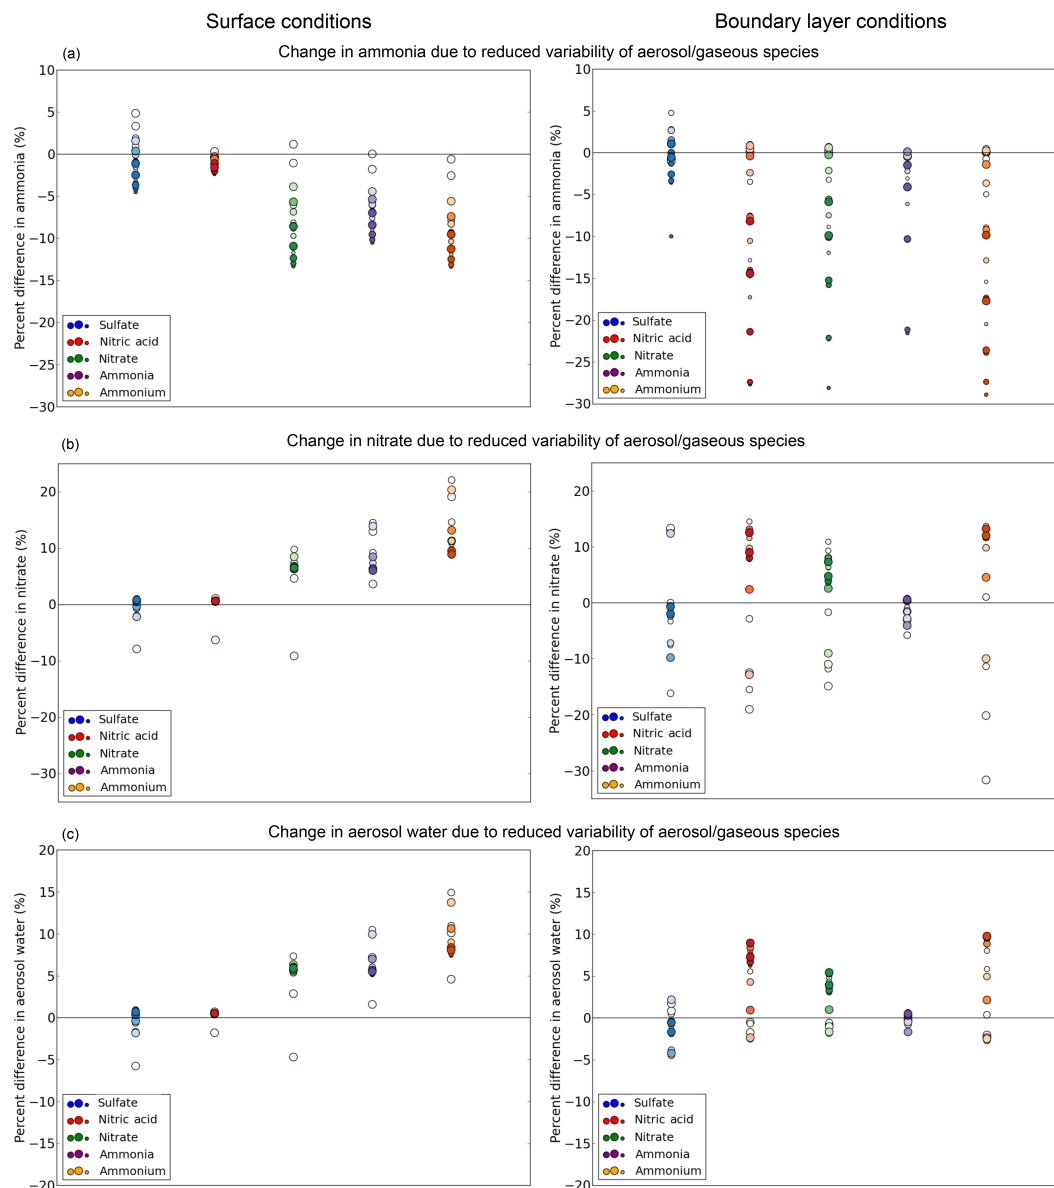 Surface conditions
Boundary layer conditions
(a)
Change in ammonia due to reduced variability of aerosol/gaseous species
Percent difference in ammonia (%)
10
5
0
−5
−10
−15
−20
−25
−30
Sulfate
Nitric acid
Nitrate
Ammonia
Ammonium
Percent difference in ammonia (%)
10
5
0
−5
−10
−15
−20
−25
−30
Sulfate
Nitric acid
Nitrate
Ammonia
Ammonium
(b)
Change in nitrate due to reduced variability of aerosol/gaseous species
Percent difference in nitrate (%)
20
10
0
−10
−20
−30
Sulfate
Nitric acid
Nitrate
Ammonia
Ammonium
Percent difference in nitrate (%)
20
10
0
−10
−20
−30
Sulfate
Nitric acid
Nitrate
Ammonia
Ammonium
(c)
Change in aerosol water due to reduced variability of aerosol/gaseous species
Percent difference in aerosol water (%)
20
15
10
5
0
−5
−10
−15
−20
Sulfate
Nitric acid
Nitrate
Ammonia
Ammonium
Percent difference in aerosol water (%)
20
15
10
5
0
−5
−10
−15
−20
Sulfate
Nitric acid
Nitrate
Ammonia
Ammonium